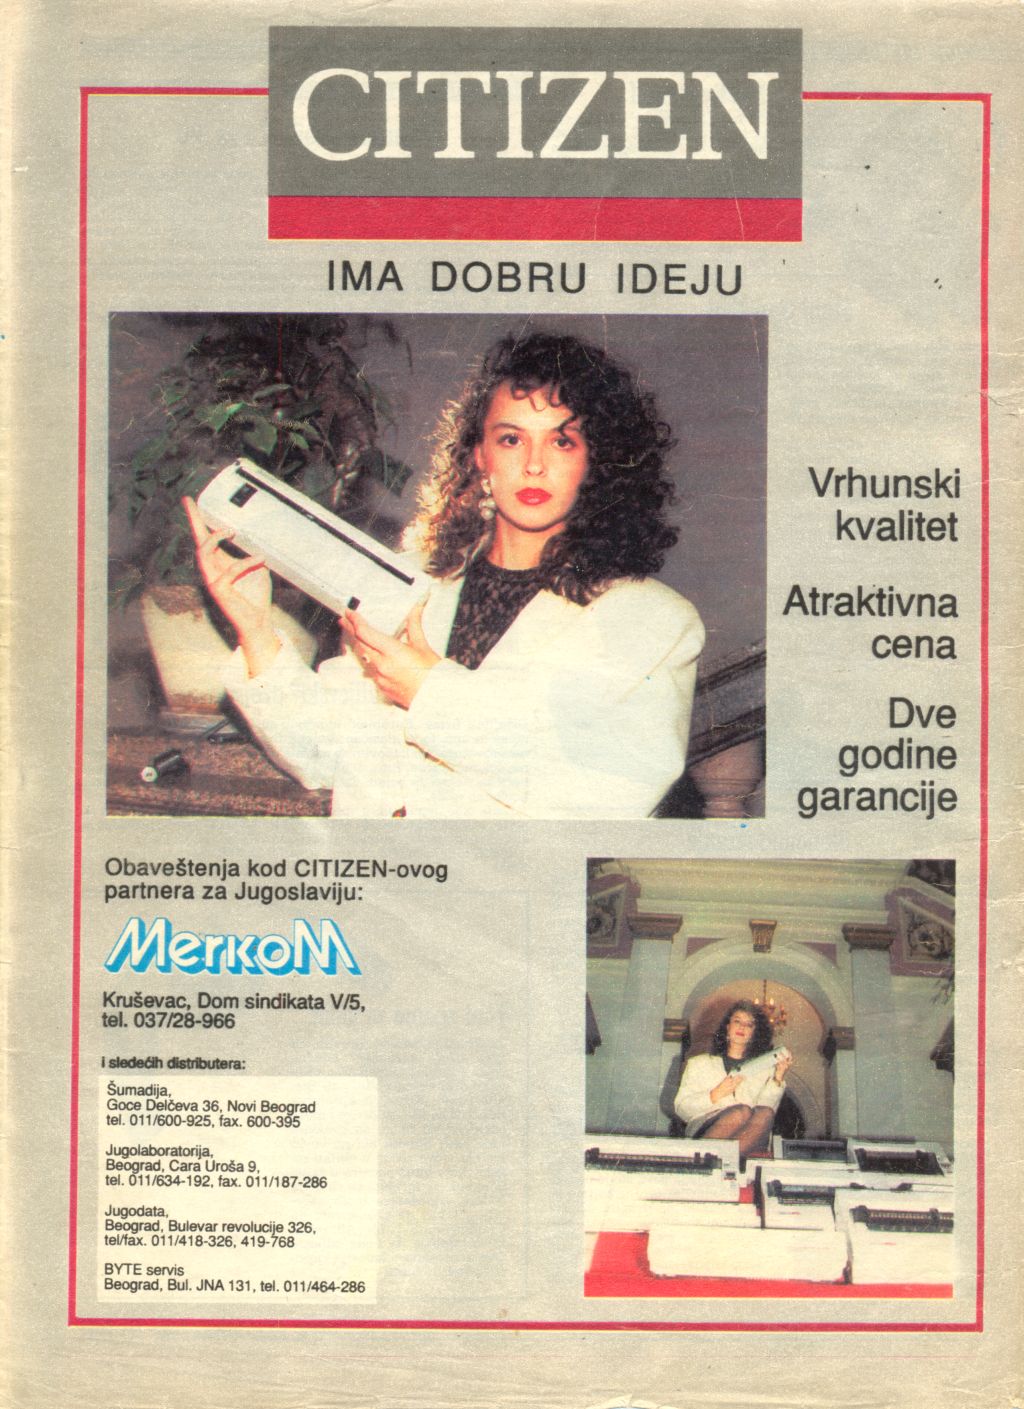 CITIZEN
IMA DOBRU IDEJU
Vrhunski
kvalitet
Atraktivna
cena
Dve
godine
garancije
Obaveštenja kod CITIZEN-ovog
partnera za Jugoslaviju:
MerkoM
Kruševac, Dom sindikata V/5,
tel. 037/28-966
i sledećih distributera:
Šumadija,
Goce Delčeva 36, Novi Beograd
tel. 011/600-925, fax. 600-395
Jugolaboratorija,
Beograd, Cara Uroša 9,
tel. 011/634-192, fax. 011/187-286
Jugodata,
Beograd, Bulevar revolucije 326,
tel/fax. 011/418-326, 419-768
BYTE servis
Beograd, Bul. JNA 131, tel. 011/464-286